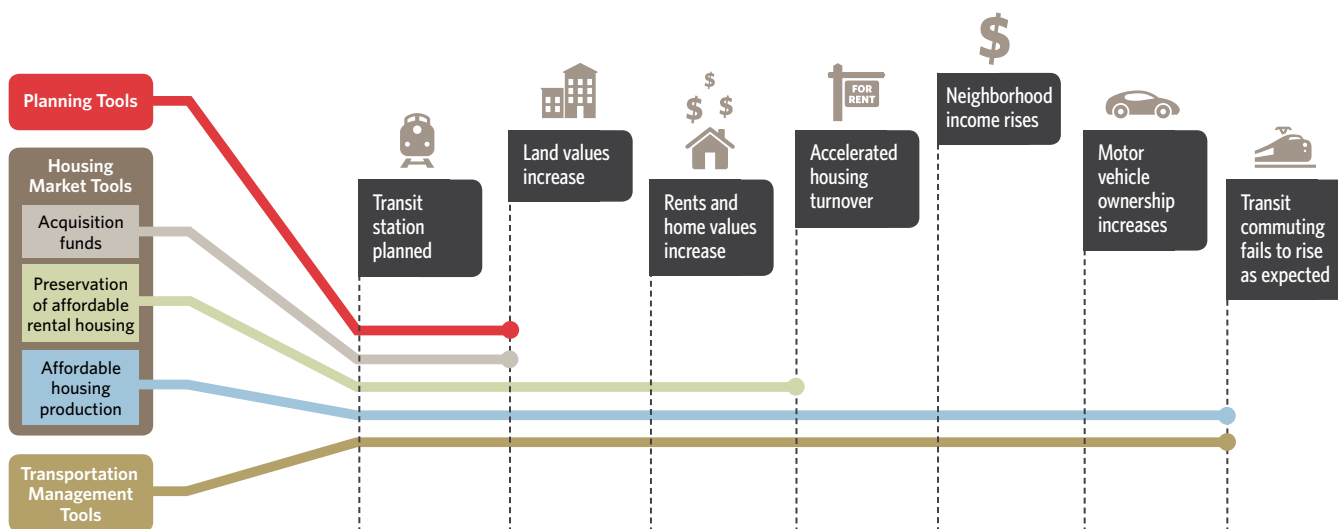 Planning Tools
Housing
Market Tools
Acquisition
funds
Preservation
of affordable
rental housing
Affordable
housing
production
Transportation
Management
Tools
Transit
station
planned
Land values
increase
$ $ $
Rents and
home values
increase
FOR
RENT
Accelerated
housing
turnover
$
Neighborhood
income rises
Motor
vehicle
ownership
increases
Transit
commuting
fails to rise
as expected